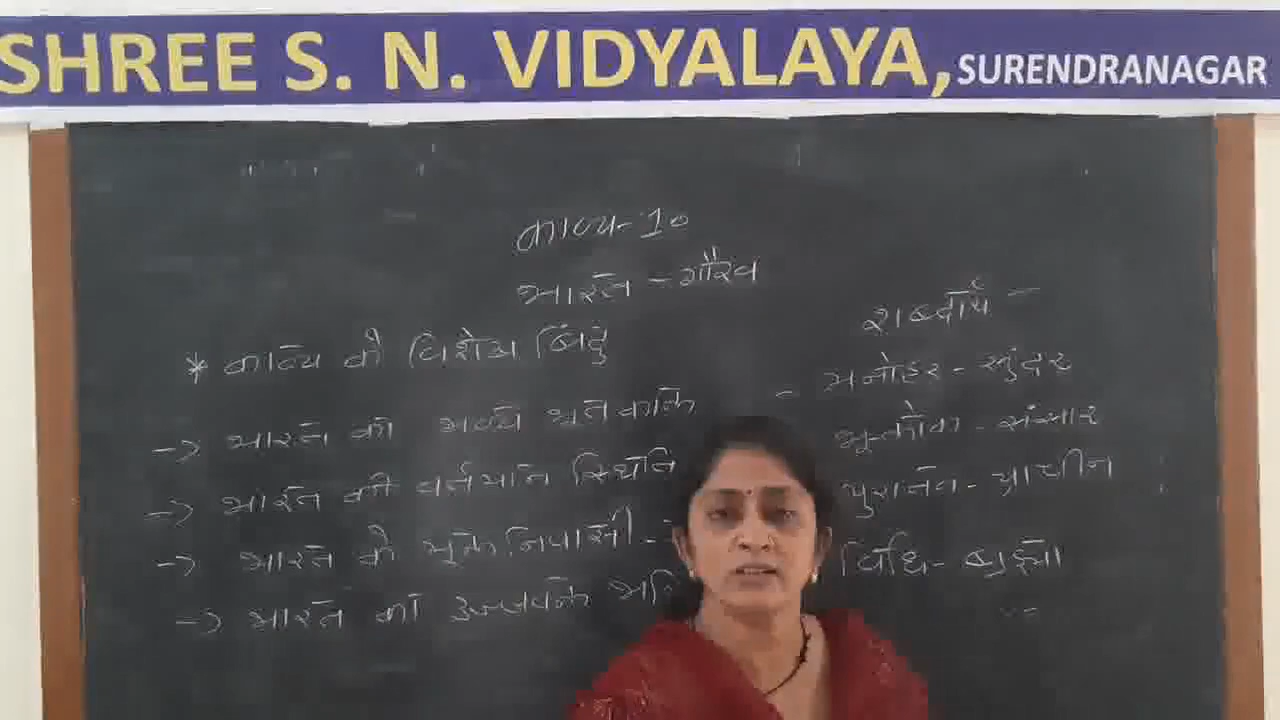 SHREE S. N. VIDYALAYA, SURENDRANAGAR
काव्य-10
भारत - गौरव
* काव्य के विशेष बिंदु
-> भारत का भव्य भूतकाल
-> भारत की वर्तमान स्थिति
-> भारत के मूल निवासी -
-> भारत का उज्जवल
शब्दार्थ -
- मनोहर - सुंदर
भूलोक - संसार
पुरातन - प्राचीन
विधि - ब्रह्मा